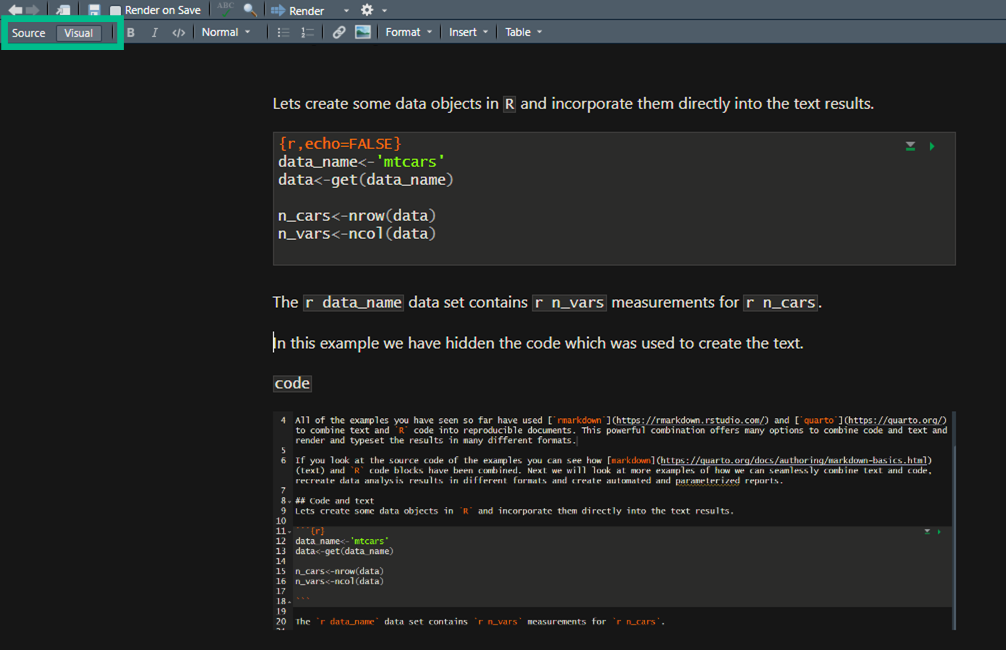 Render on Save ABC Render
Source Visual B I </> Normal Format Insert Table
Lets create some data objects in R and incorporate them directly into the text results.
{r,echo=FALSE}
data_name<-'mtcars'
data<-get(data_name)
n_cars<-nrow(data)
n_vars<-ncol(data)
The r data_name data set contains r n_vars measurements for r n_cars.
In this example we have hidden the code which was used to create the text.
code
4 All of the examples you have seen so far have used [`rmarkdown`](https://rmarkdown.rstudio.com/) and [`quarto`](https://quarto.org/)
to combine text and `R` code into reproducible documents. This powerful combination offers many options to combine code and text and
render and typeset the results in many different formats.
5
6 If you look at the source code of the examples you can see how [markdown](https://quarto.org/docs/authoring/markdown-basics.html)
(text) and `R` code blocks have been combined. Next we will look at more examples of how we can seamlessly combine text and code,
recreate data analysis results in different formats and create automated and parameterized reports.
7
8 ## Code and text
9 Lets create some data objects in `R` and incorporate them directly into the text results.
10
11 ```{r}
12 data_name<-'mtcars'
13 data<-get(data_name)
14
15 n_cars<-nrow(data)
16 n_vars<-ncol(data)
17
18 ```
19
20 The `r data_name` data set contains `r n_vars` measurements for `r n_cars`.